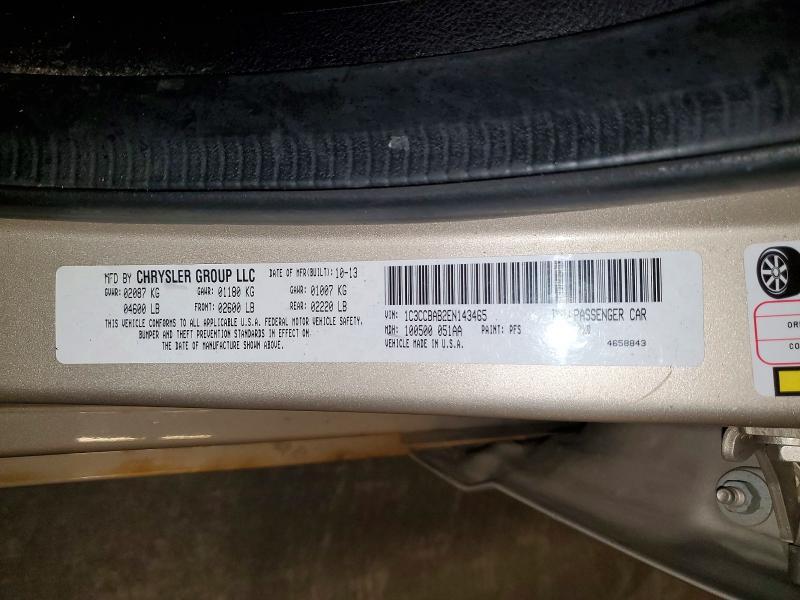 MFD BY CHRYSLER GROUP LLC DATE OF MFR(BUILT): 10-13
GVWR: 02087 KG GAWR: 01180 KG GAWR: 01007 KG
04600 LB FRONT: 02600 LB REAR: 02220 LB
THIS VEHICLE CONFORMS TO ALL APPLICABLE U.S.A. FEDERAL MOTOR VEHICLE SAFETY,
BUMPER AND THEFT PREVENTION STANDARDS IN EFFECT ON
THE DATE OF MANUFACTURE SHOWN ABOVE.
VIN: 1C3CCBAB2EN143465 PASSENGER CAR
MDH: 100500 051AA PAINT: PFS
VEHICLE MADE IN U.S.A. 4658843